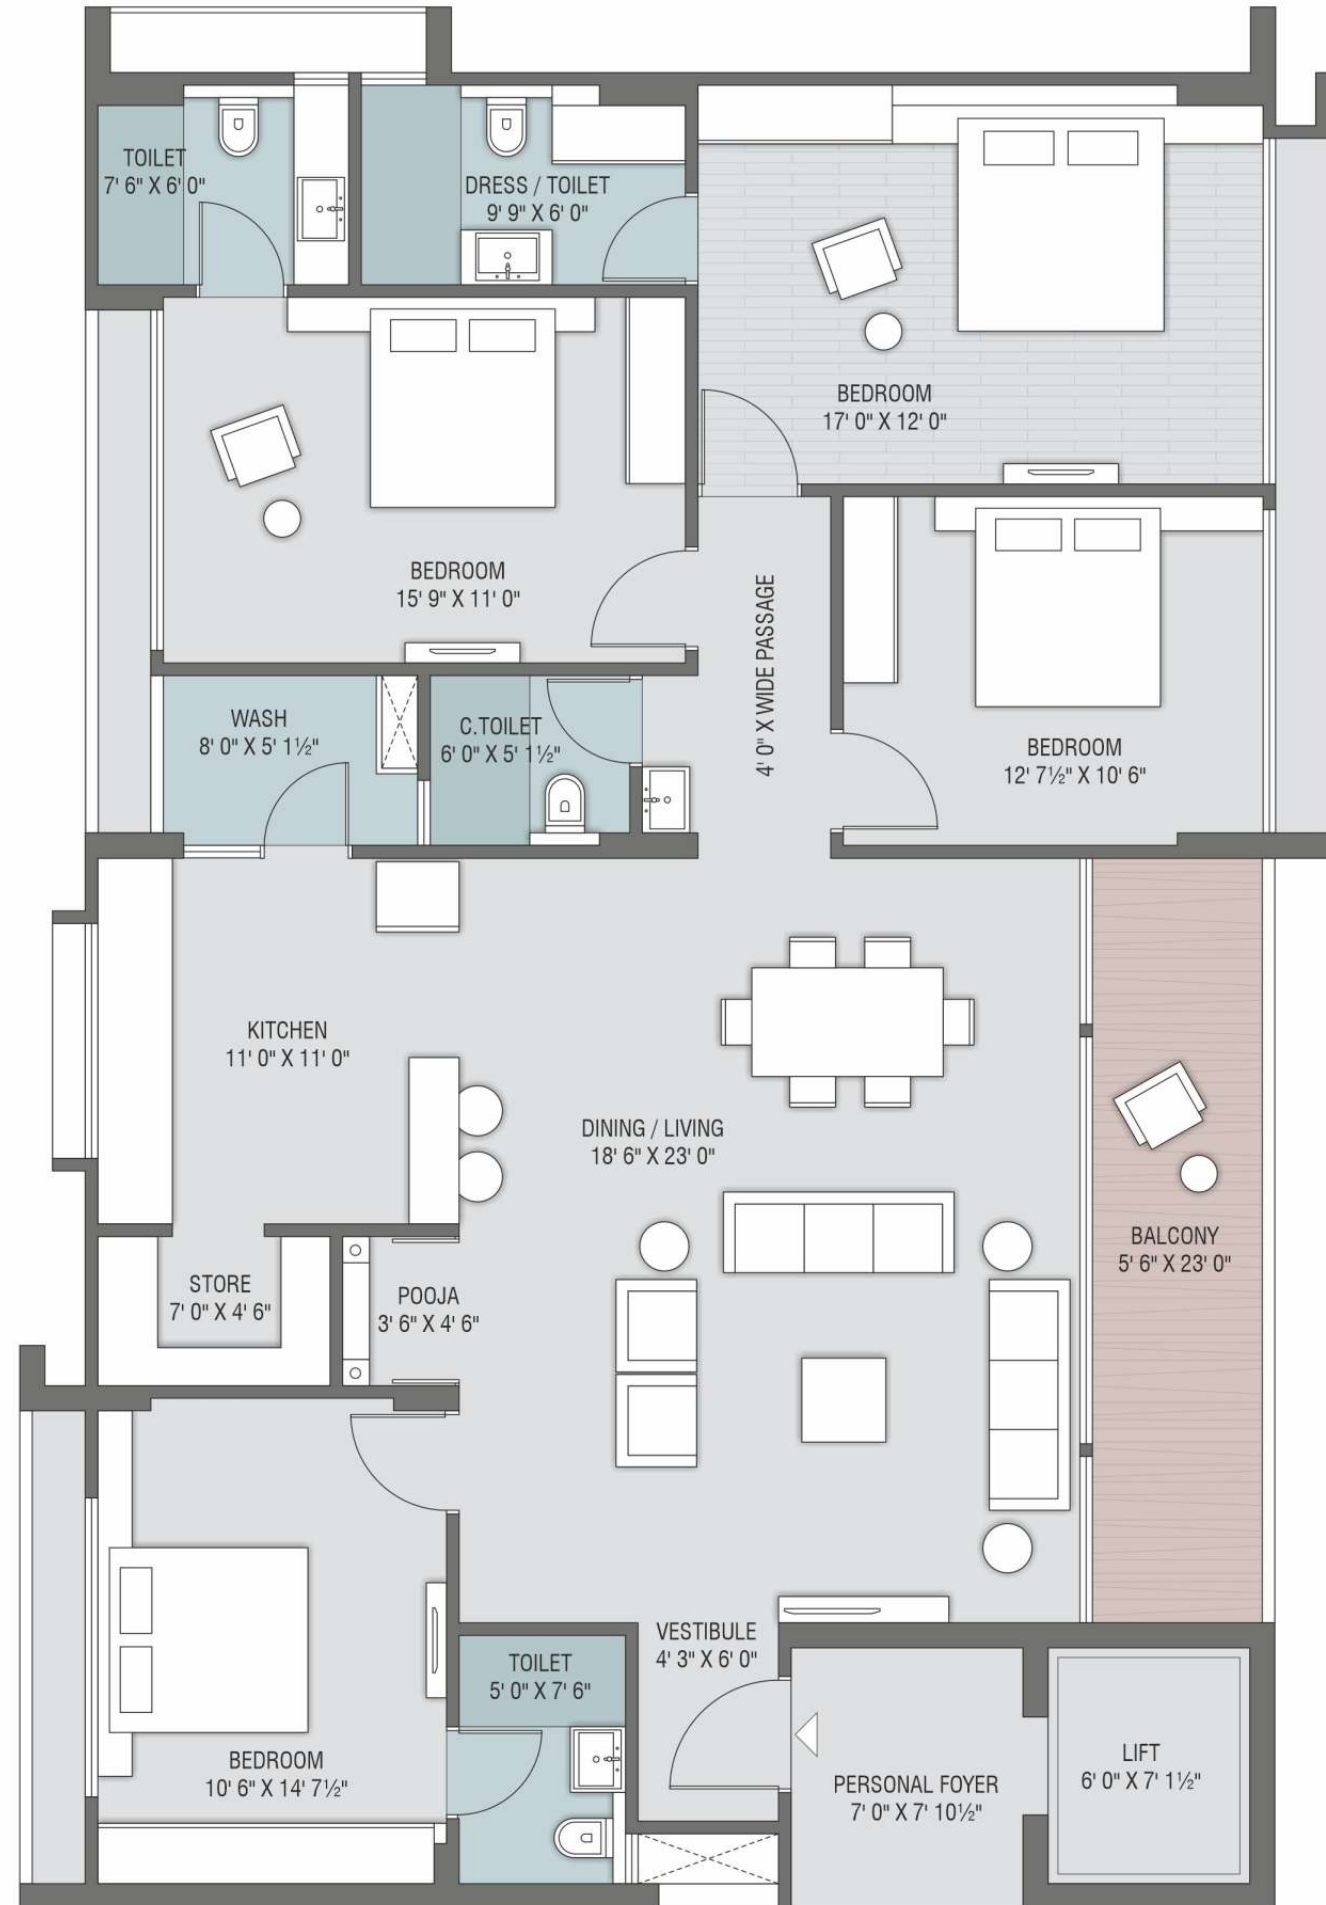 TOILET
7' 6" X 6' 0"
DRESS / TOILET
9' 9" X 6' 0"
BEDROOM
17' 0" X 12' 0"
BEDROOM
15' 9" X 11' 0"
4' 0" X WIDE PASSAGE
WASH
8' 0" X 5' 1½"
C.TOILET
6' 0" X 5' 1½"
BEDROOM
12' 7½" X 10' 6"
KITCHEN
11' 0" X 11' 0"
DINING / LIVING
18' 6" X 23' 0"
BALCONY
5' 6" X 23' 0"
STORE
7' 0" X 4' 6"
POOJA
3' 6" X 4' 6"
VESTIBULE
4' 3" X 6' 0"
TOILET
5' 0" X 7' 6"
BEDROOM
10' 6" X 14' 7½"
PERSONAL FOYER
7' 0" X 7' 10½"
LIFT
6' 0" X 7' 1½"